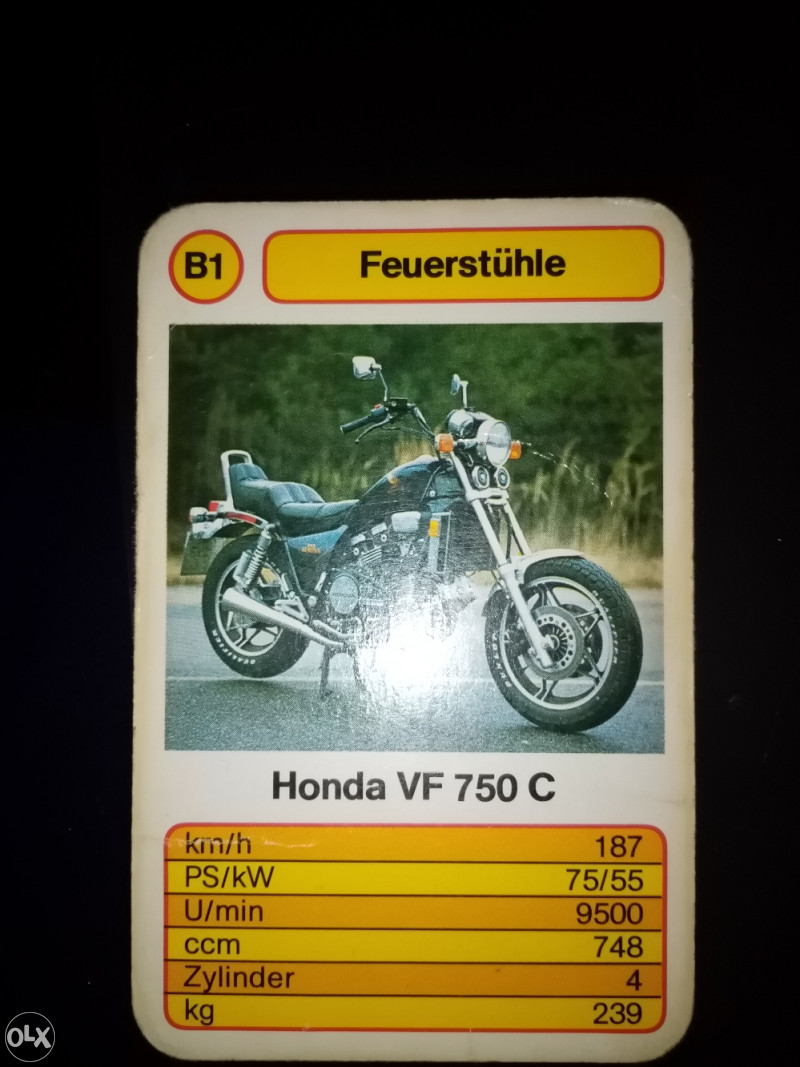 B1
Feuerstühle
Honda VF 750 C
km/h 187
PS/kW 75/55
U/min 9500
ccm 748
Zylinder 4
kg 239
OLX